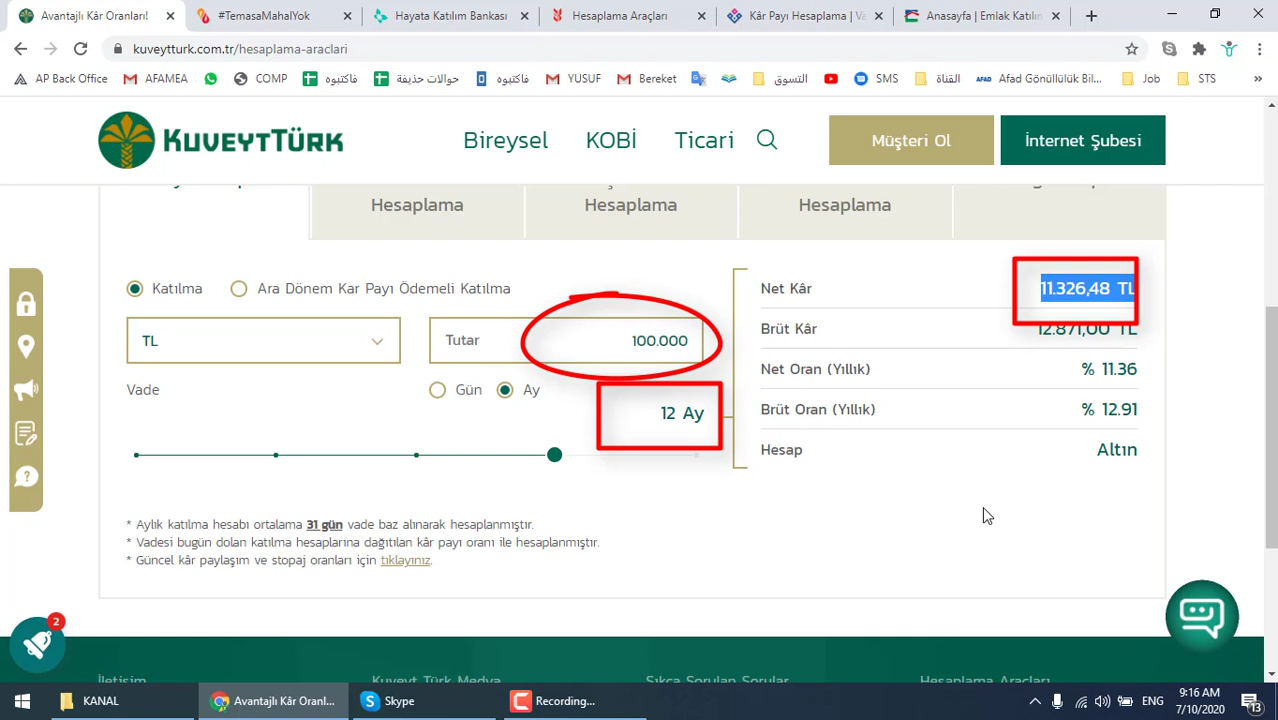 Avantajlı Kâr Oranları!
#TemasaMahalYok
Hayata Katılım Bankası
Hesaplama Araçları
Kâr Payı Hesaplama | Va
Anasayfa | Emlak Katılım
kuveytturk.com.tr/hesaplama-araclari
AP Back Office
AFAMEA
COMP
فاكتبوه
حوالات حذيفة
فاكتبوه
YUSUF
Bereket
التسوق
SMS
القناة
AFAD
Afad Gönüllülük Bil...
Job
STS
»
KUVEYTTÜRK
Bireysel
KOBİ
Ticari
Müşteri Ol
İnternet Şubesi
Hesaplama
Hesaplama
Hesaplama
Katılma
Ara Dönem Kar Payı Ödemeli Katılma
TL
Tutar
100.000
Vade
Gün
Ay
12 Ay
Net Kâr
11.326,48 TL
Brüt Kâr
12.871,00 TL
Net Oran (Yıllık)
% 11.36
Brüt Oran (Yıllık)
% 12.91
Hesap
Altın
* Aylık katılma hesabı ortalama 31 gün vade baz alınarak hesaplanmıştır.
* Vadesi bugün dolan katılma hesaplarına dağıtılan kâr payı oranı ile hesaplanmıştır.
* Güncel kâr paylaşım ve stopaj oranları için tıklayınız.
2
İletişim
Kuveyt Türk Medya
Sıkça Sorulan Sorular
Hesaplama Araçları
KANAL
Avantajlı Kâr Oranl...
Skype
Recording...
ENG
9:16 AM
7/10/2020
13